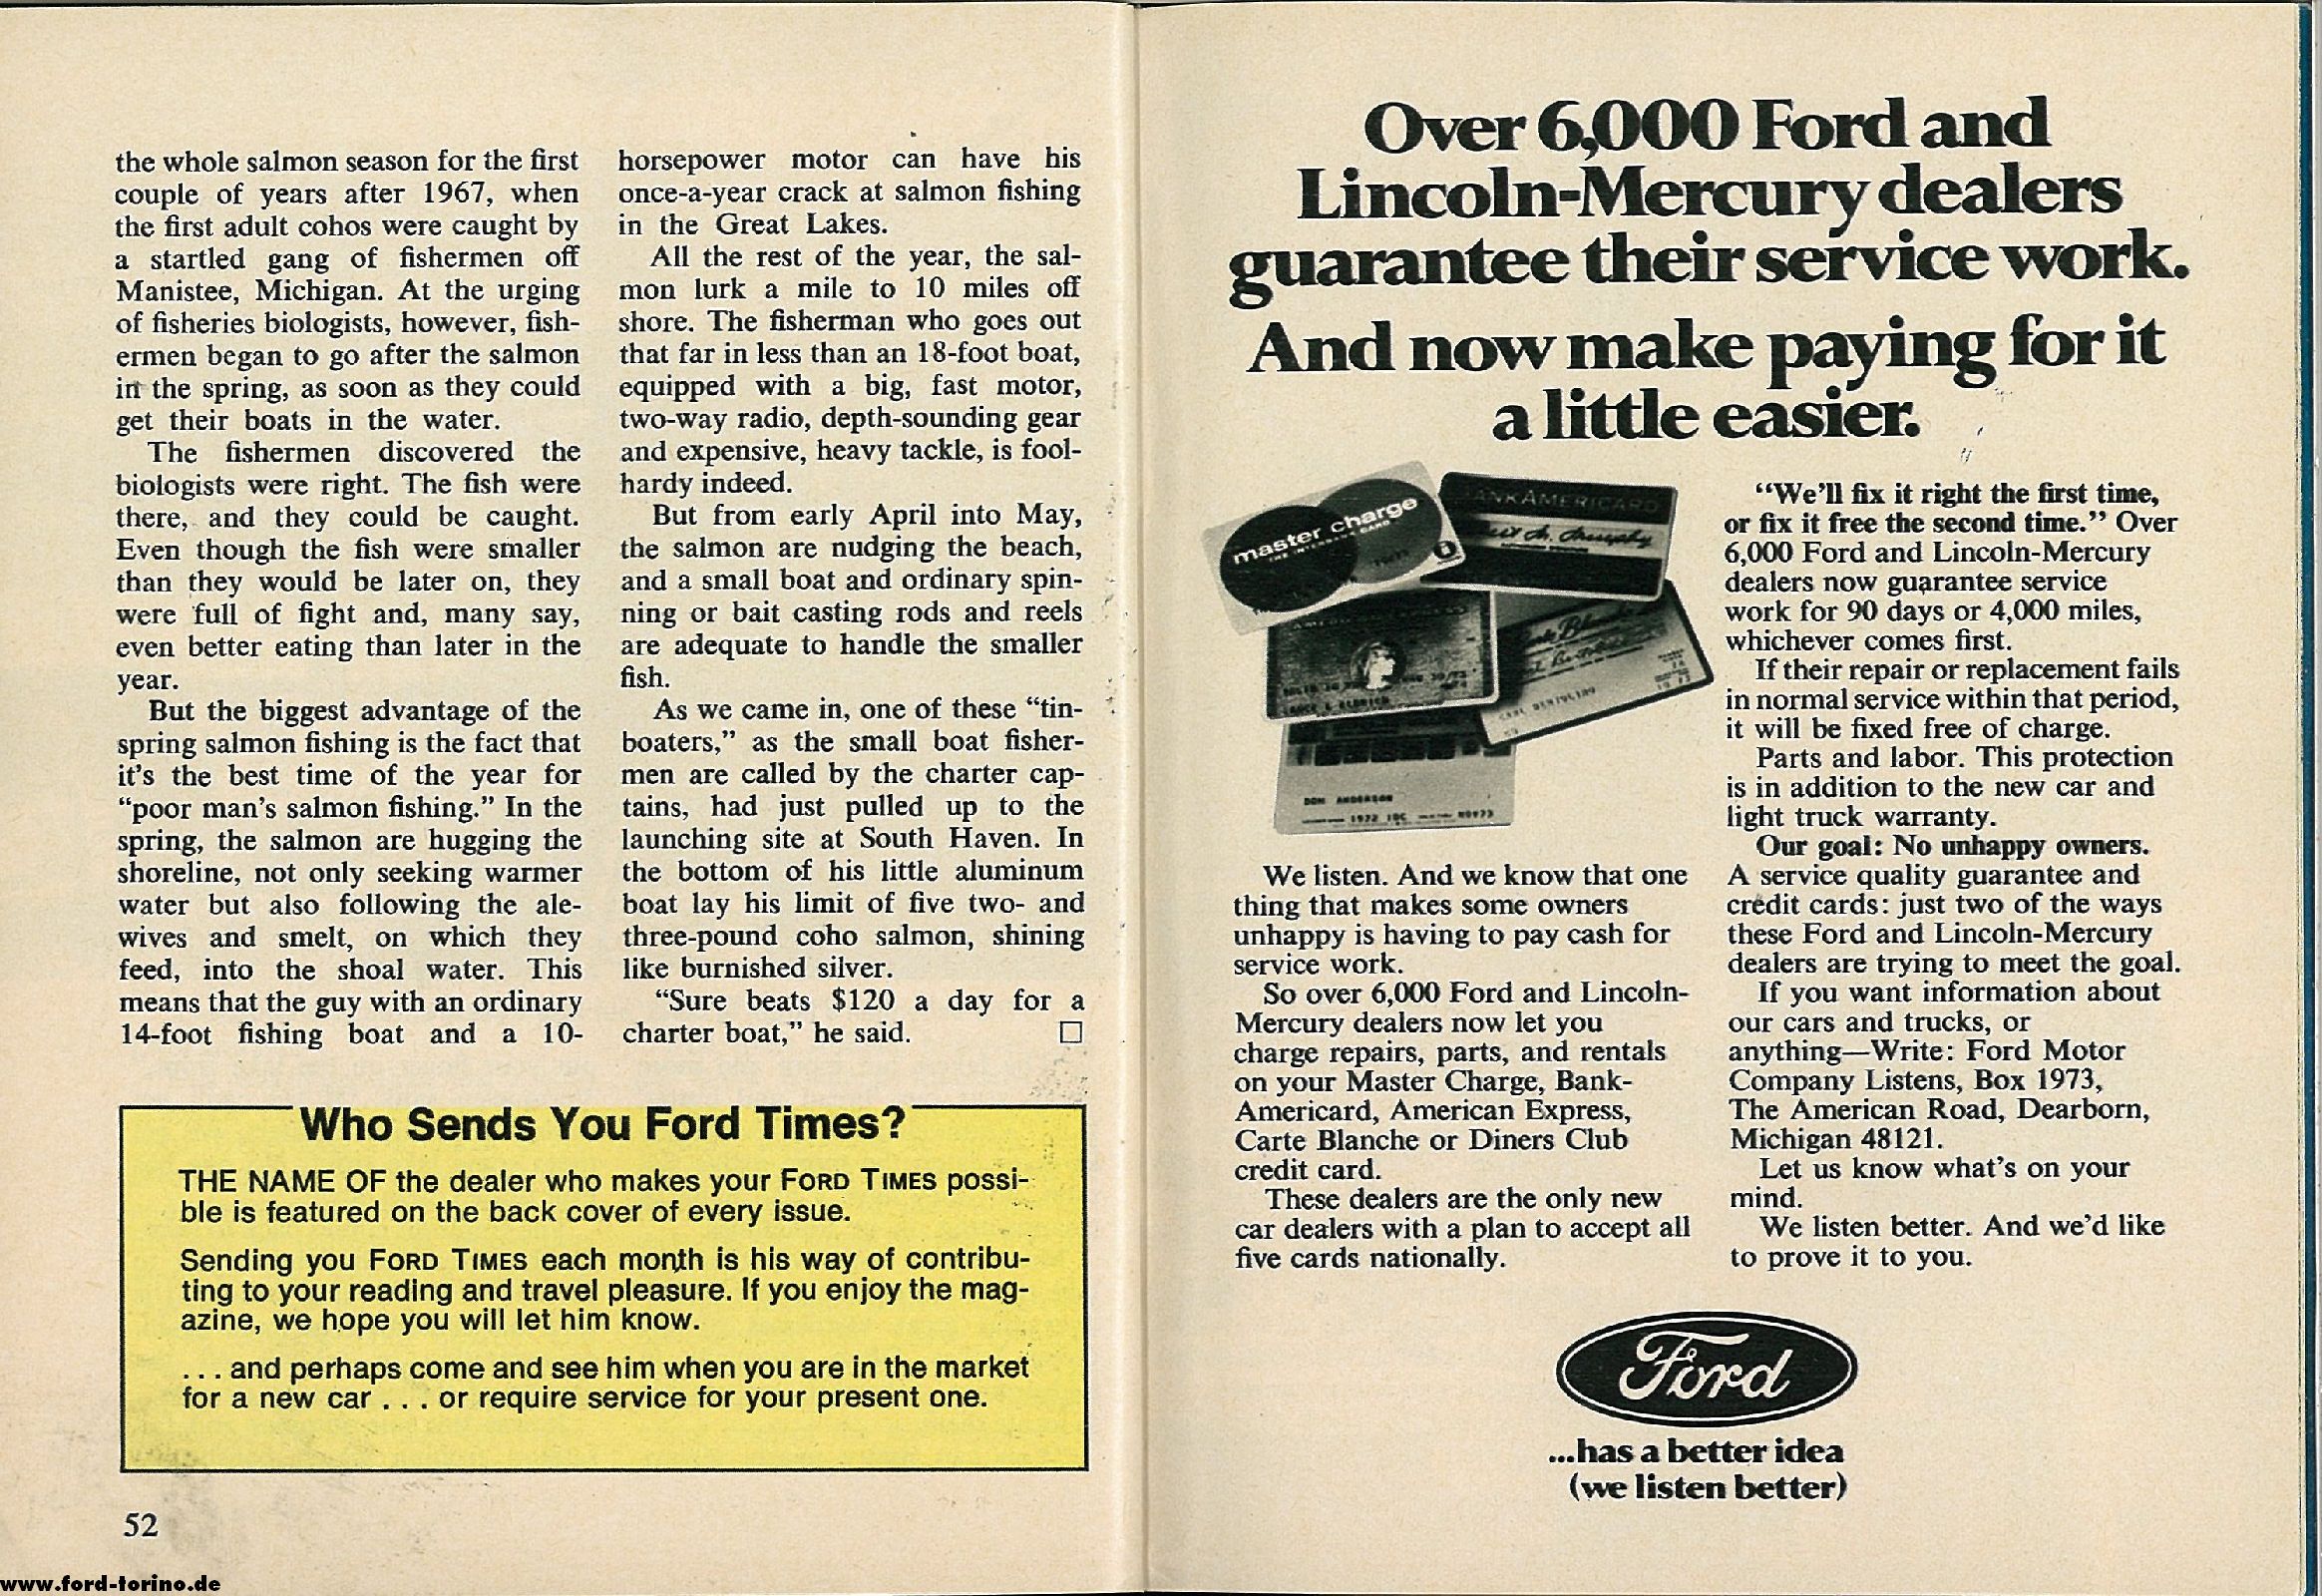 the whole salmon season for the first
couple of years after 1967, when
the first adult cohos were caught by
a startled gang of fishermen off
Manistee, Michigan. At the urging
of fisheries biologists, however, fish-
ermen began to go after the salmon
in the spring, as soon as they could
get their boats in the water.
The fishermen discovered the
biologists were right. The fish were
there, and they could be caught.
Even though the fish were smaller
than they would be later on, they
were full of fight and, many say,
even better eating than later in the
year.
But the biggest advantage of the
spring salmon fishing is the fact that
it's the best time of the year for
“poor man's salmon fishing.” In the
spring, the salmon are hugging the
shoreline, not only seeking warmer
water but also following the ale-
wives and smelt, on which they
feed, into the shoal water. This
means that the guy with an ordinary
14-foot fishing boat and a 10-
horsepower motor can have his
once-a-year crack at salmon fishing
in the Great Lakes.
All the rest of the year, the sal-
mon lurk a mile to 10 miles off
shore. The fisherman who goes out
that far in less than an 18-foot boat,
equipped with a big, fast motor,
two-way radio, depth-sounding gear
and expensive, heavy tackle, is fool-
hardy indeed.
But from early April into May,
the salmon are nudging the beach,
and a small boat and ordinary spin-
ning or bait casting rods and reels
are adequate to handle the smaller
fish.
As we came in, one of these “tin-
boaters,” as the small boat fisher-
men are called by the charter cap-
tains, had just pulled up to the
launching site at South Haven. In
the bottom of his little aluminum
boat lay his limit of five two- and
three-pound coho salmon, shining
like burnished silver.
“Sure beats $120 a day for a
charter boat,” he said. □
Who Sends You Ford Times?
THE NAME OF the dealer who makes your FORD TIMES possi-
ble is featured on the back cover of every issue.
Sending you FORD TIMES each month is his way of contribu-
ting to your reading and travel pleasure. If you enjoy the mag-
azine, we hope you will let him know.
. . . and perhaps come and see him when you are in the market
for a new car . . . or require service for your present one.
52
Over 6,000 Ford and
Lincoln-Mercury dealers
guarantee their service work.
And now make paying for it
a little easier.
master charge
THE INTERBANK CARD
BANKAMERICARD
Carte Blanche
DON ANDERSON
1972 IDC NOV73
We listen. And we know that one
thing that makes some owners
unhappy is having to pay cash for
service work.
So over 6,000 Ford and Lincoln-
Mercury dealers now let you
charge repairs, parts, and rentals
on your Master Charge, Bank-
Americard, American Express,
Carte Blanche or Diners Club
credit card.
These dealers are the only new
car dealers with a plan to accept all
five cards nationally.
“We'll fix it right the first time,
or fix it free the second time.” Over
6,000 Ford and Lincoln-Mercury
dealers now guarantee service
work for 90 days or 4,000 miles,
whichever comes first.
If their repair or replacement fails
in normal service within that period,
it will be fixed free of charge.
Parts and labor. This protection
is in addition to the new car and
light truck warranty.
Our goal: No unhappy owners.
A service quality guarantee and
credit cards: just two of the ways
these Ford and Lincoln-Mercury
dealers are trying to meet the goal.
If you want information about
our cars and trucks, or
anything—Write: Ford Motor
Company Listens, Box 1973,
The American Road, Dearborn,
Michigan 48121.
Let us know what's on your
mind.
We listen better. And we'd like
to prove it to you.
Ford
...has a better idea
(we listen better)
www.ford-torino.de